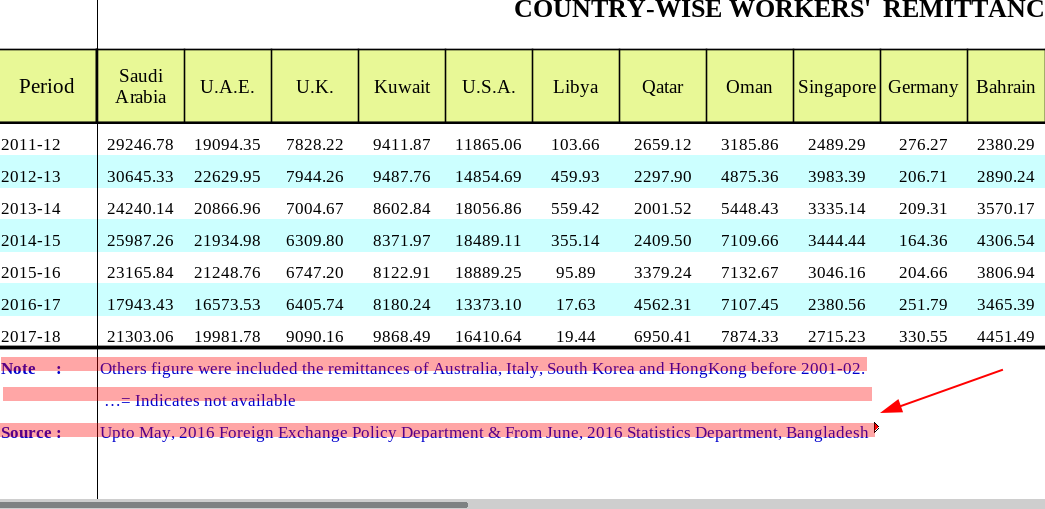 COUNTRY-WISE WORKERS' REMITTANC
Period Saudi Arabia U.A.E. U.K. Kuwait U.S.A. Libya Qatar Oman Singapore Germany Bahrain
2011-12 29246.78 19094.35 7828.22 9411.87 11865.06 103.66 2659.12 3185.86 2489.29 276.27 2380.29
2012-13 30645.33 22629.95 7944.26 9487.76 14854.69 459.93 2297.90 4875.36 3983.39 206.71 2890.24
2013-14 24240.14 20866.96 7004.67 8602.84 18056.86 559.42 2001.52 5448.43 3335.14 209.31 3570.17
2014-15 25987.26 21934.98 6309.80 8371.97 18489.11 355.14 2409.50 7109.66 3444.44 164.36 4306.54
2015-16 23165.84 21248.76 6747.20 8122.91 18889.25 95.89 3379.24 7132.67 3046.16 204.66 3806.94
2016-17 17943.43 16573.53 6405.74 8180.24 13373.10 17.63 4562.31 7107.45 2380.56 251.79 3465.39
2017-18 21303.06 19981.78 9090.16 9868.49 16410.64 19.44 6950.41 7874.33 2715.23 330.55 4451.49
Note : Others figure were included the remittances of Australia, Italy, South Korea and HongKong before 2001-02.
…= Indicates not available
Source : Upto May, 2016 Foreign Exchange Policy Department & From June, 2016 Statistics Department, Bangladesh